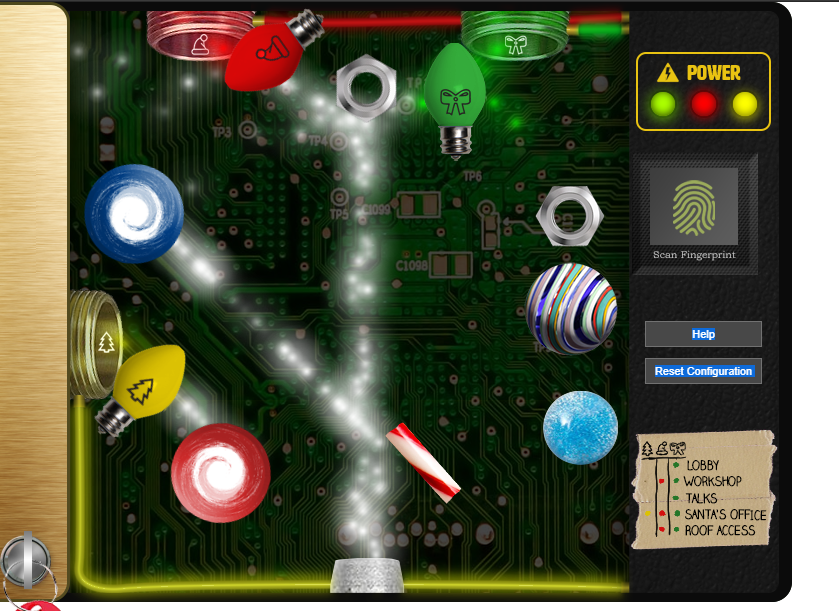 POWER
TP3
TP4
TP6
TP5
C1099
C1098
Scan Fingerprint
Help
Reset Configuration
LOBBY
WORKSHOP
TALKS
SANTA'S OFFICE
ROOF ACCESS